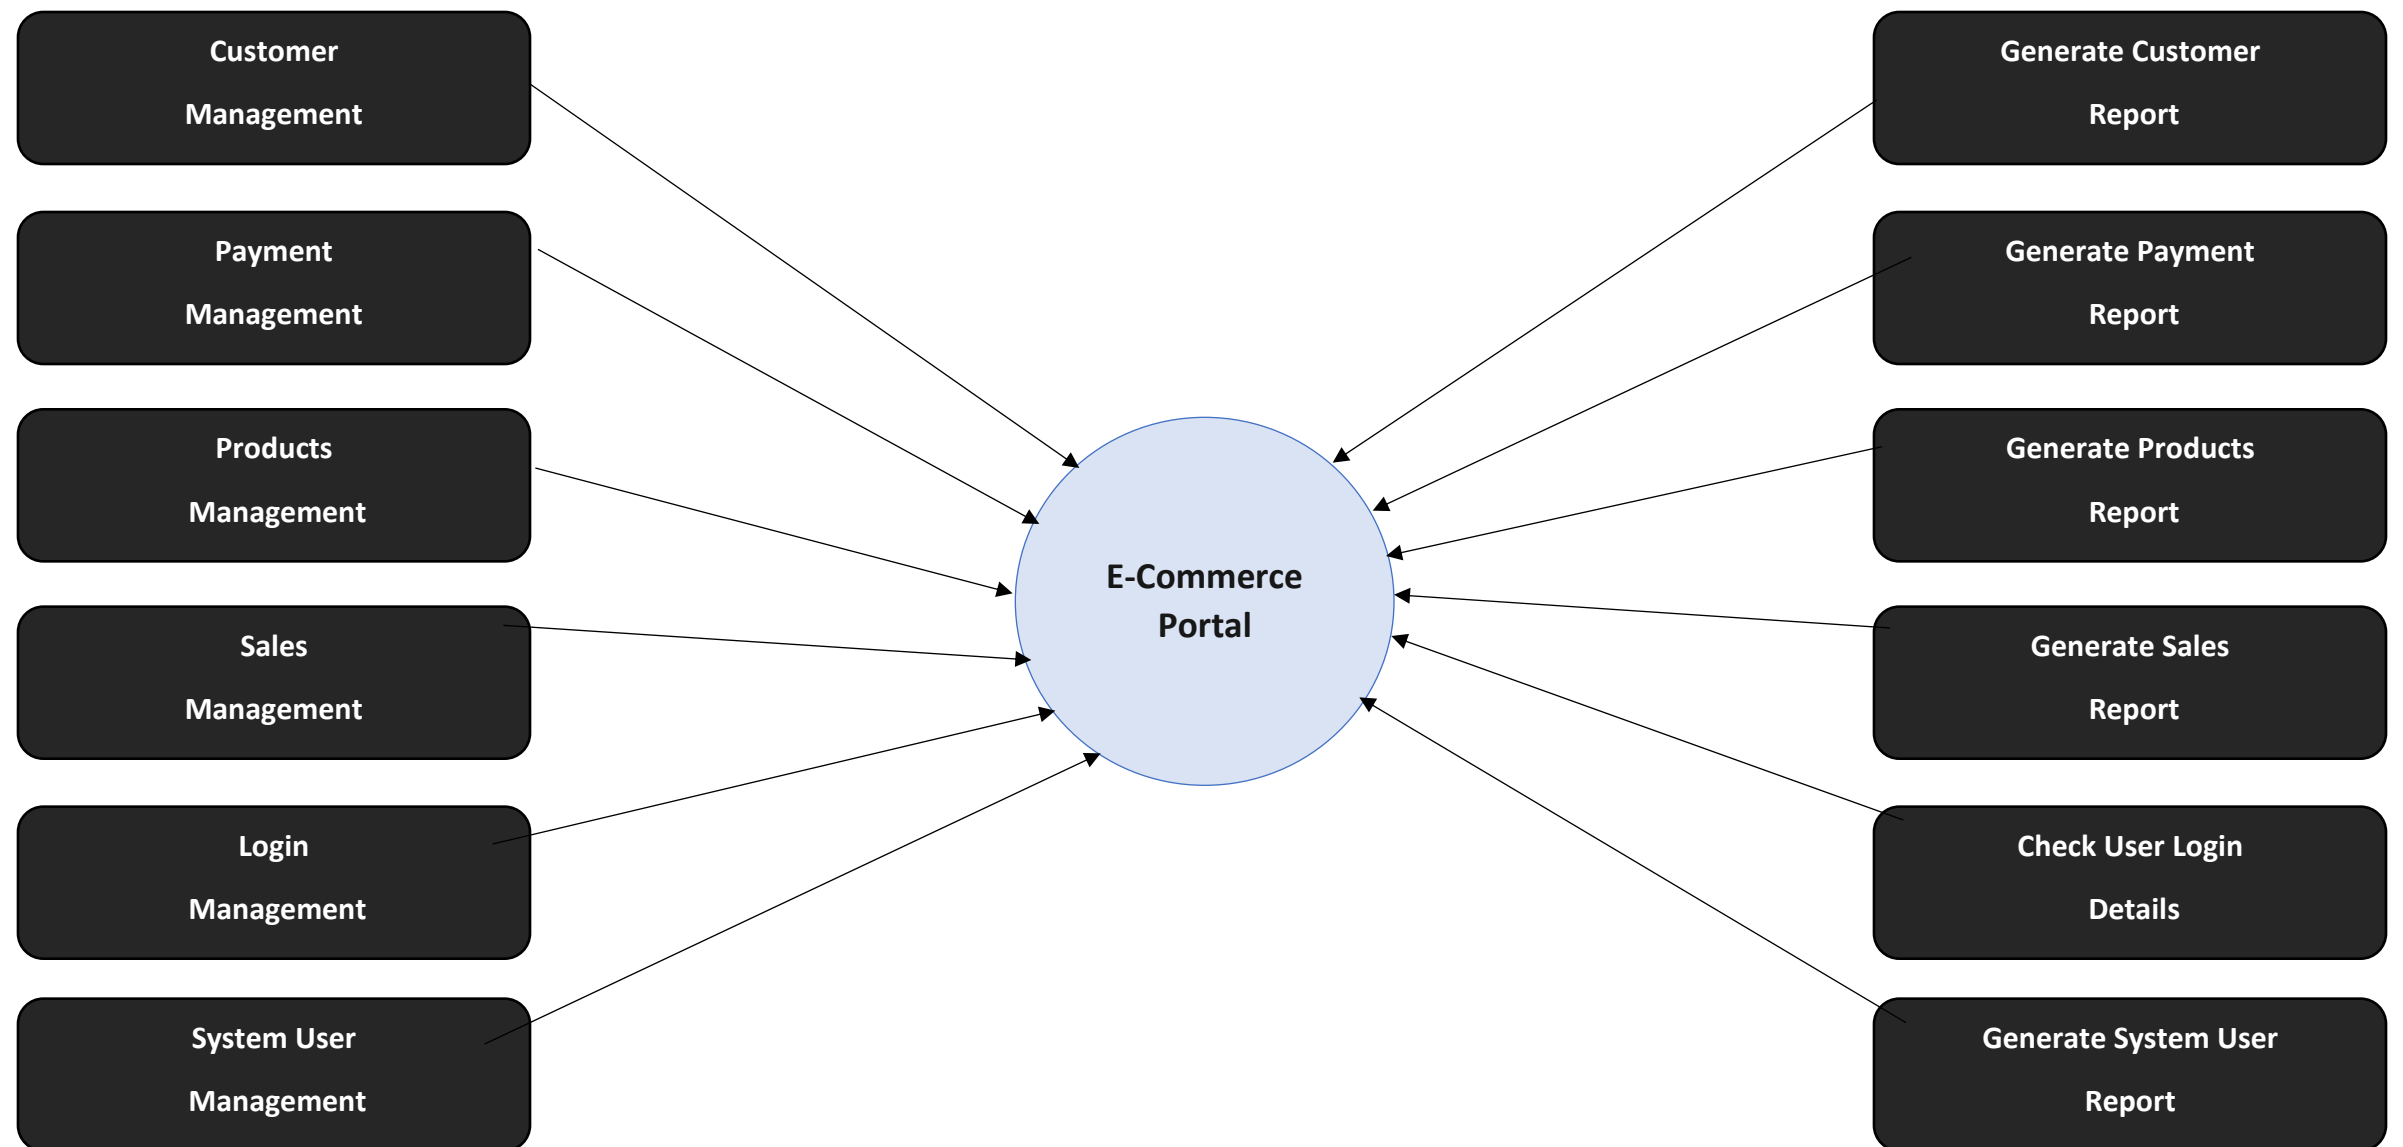 Customer
Management
Payment
Management
Products
Management
Sales
Management
Login
Management
System User
Management
E-Commerce
Portal
Generate Customer
Report
Generate Payment
Report
Generate Products
Report
Generate Sales
Report
Check User Login
Details
Generate System User
Report